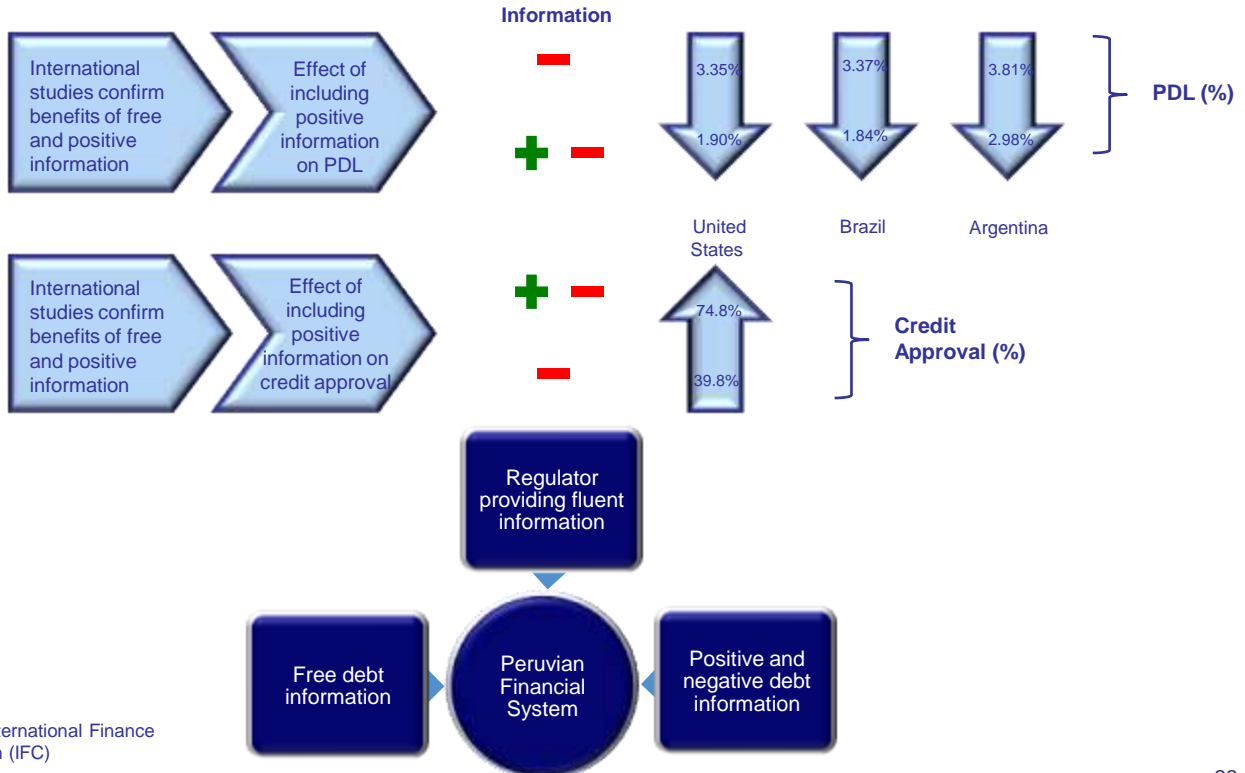 Information
International
studies confirm
benefits of free
and positive
information
Effect of
including
positive
information
on PDL
3.35%
1.90%
3.37%
1.84%
3.81%
2.98%
PDL (%)
United
States
Brazil
Argentina
International
studies confirm
benefits of free
and positive
information
Effect of
including
positive
information on
credit approval
74.8%
39.8%
Credit
Approval (%)
Regulator
providing fluent
information
Free debt
information
Peruvian
Financial
System
Positive and
negative debt
information
ternational Finance
(IFC)